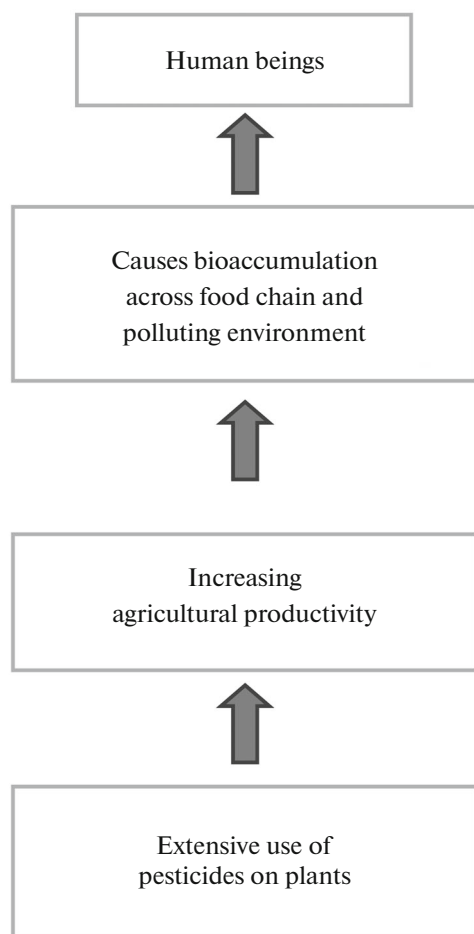 Human beings
Causes bioaccumulation
across food chain and
polluting environment
Increasing
agricultural productivity
Extensive use of
pesticides on plants